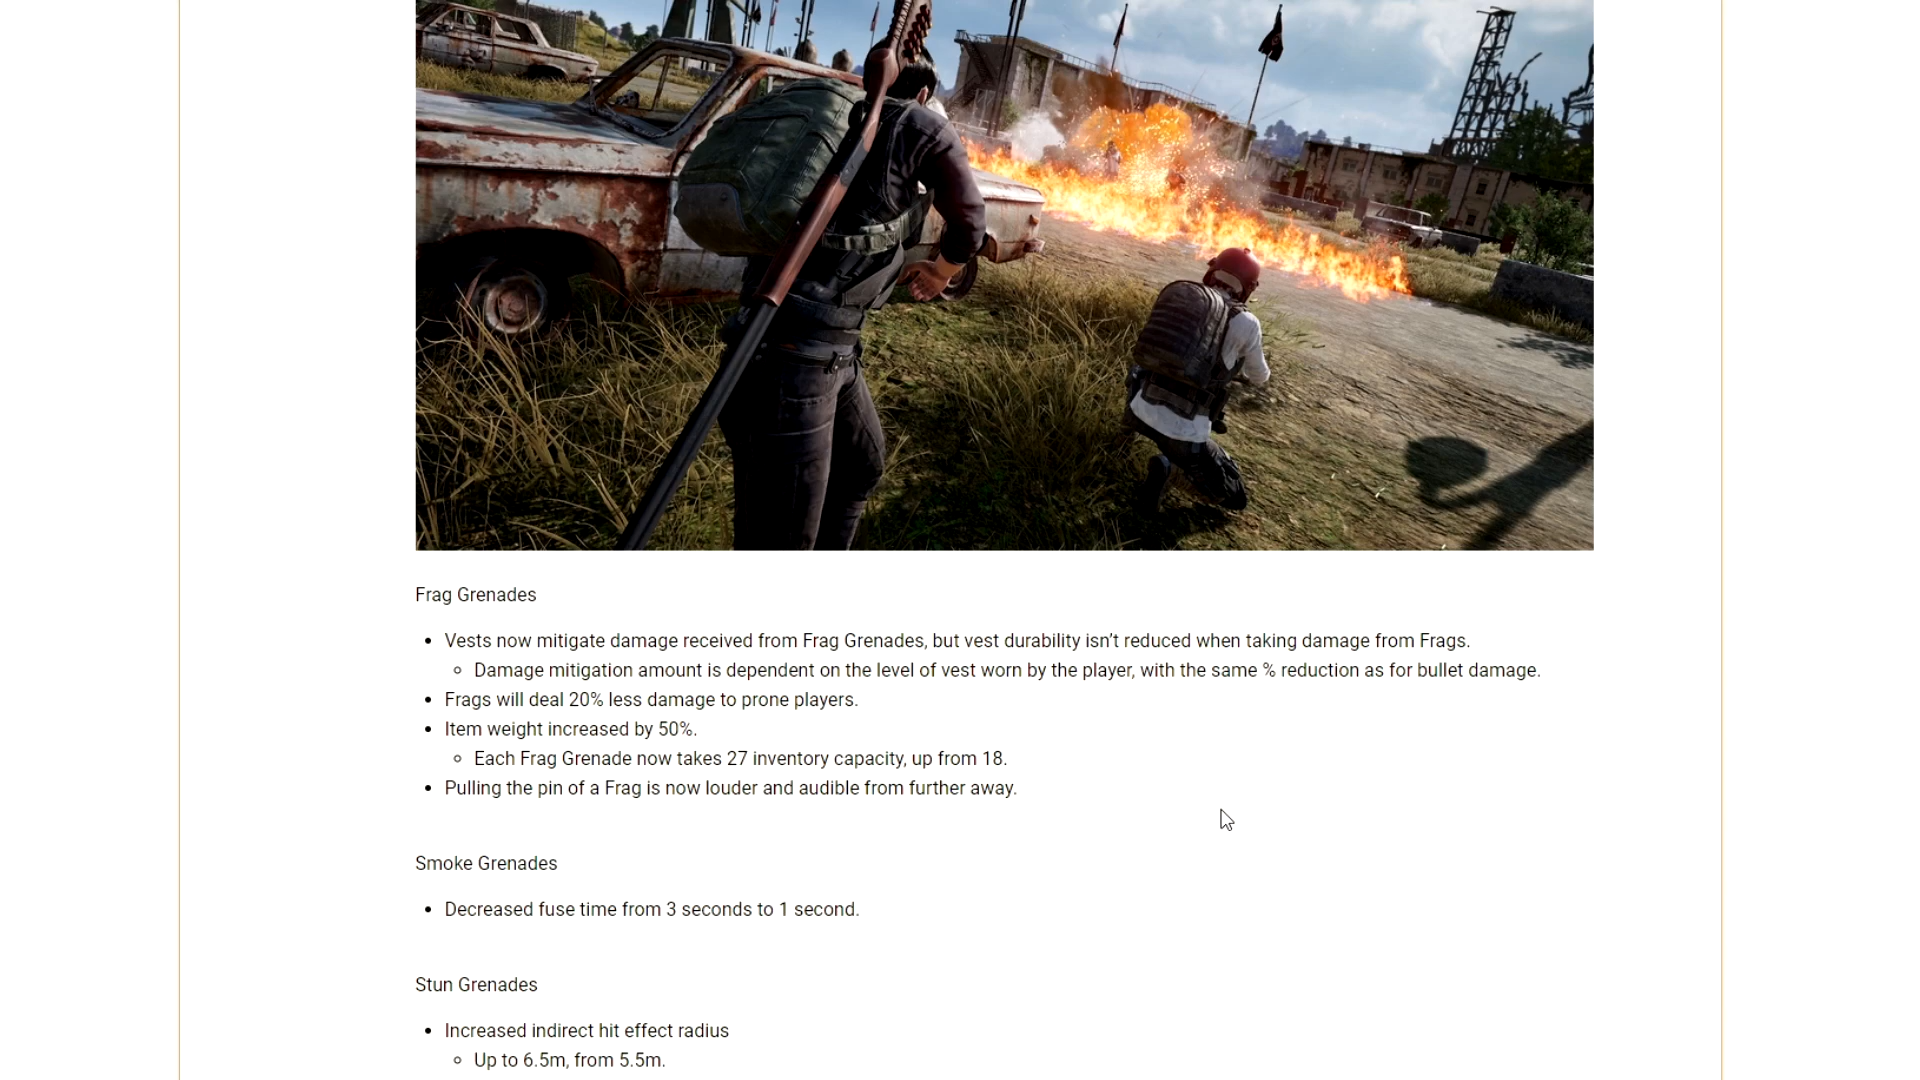 Frag Grenades
Vests now mitigate damage received from Frag Grenades, but vest durability isn’t reduced when taking damage from Frags.
Damage mitigation amount is dependent on the level of vest worn by the player, with the same % reduction as for bullet damage.
Frags will deal 20% less damage to prone players.
Item weight increased by 50%.
Each Frag Grenade now takes 27 inventory capacity, up from 18.
Pulling the pin of a Frag is now louder and audible from further away.
Smoke Grenades
Decreased fuse time from 3 seconds to 1 second.
Stun Grenades
Increased indirect hit effect radius
Up to 6.5m, from 5.5m.